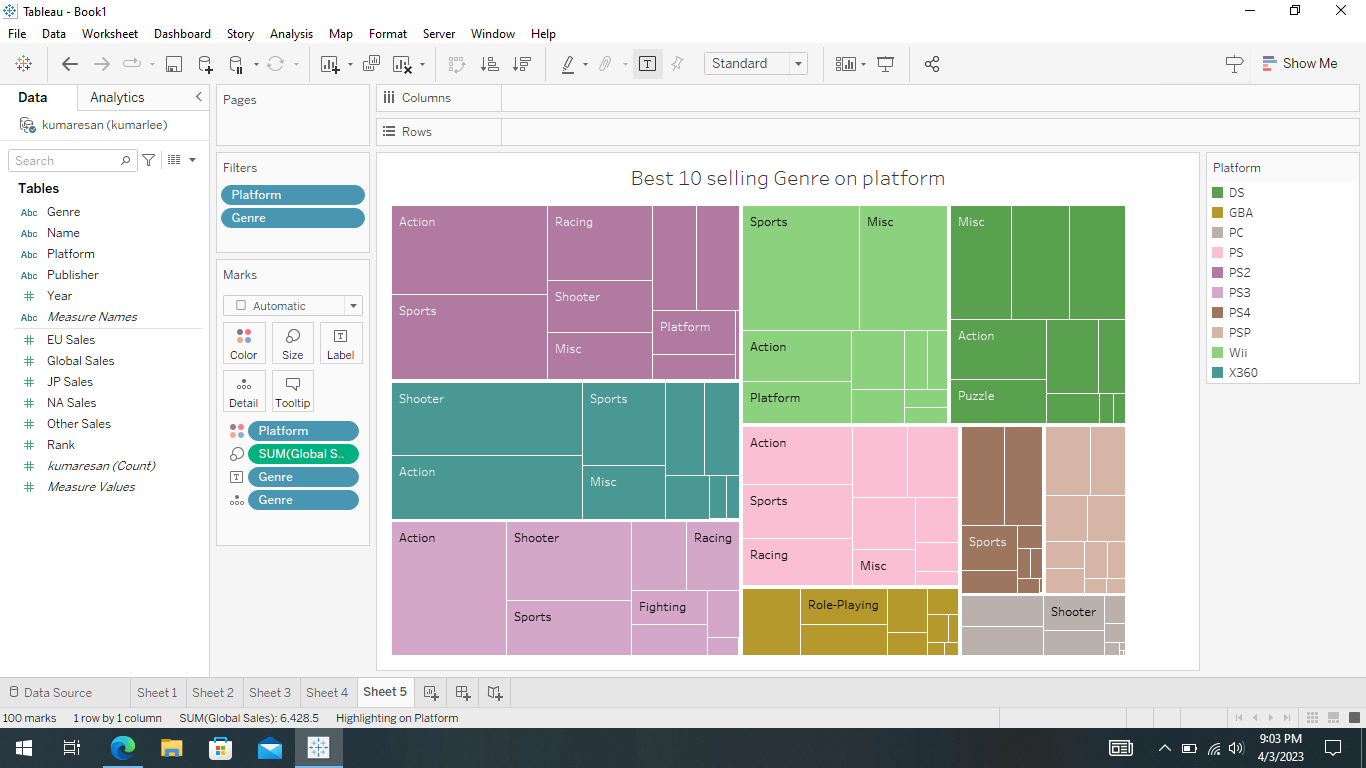 Tableau - Book1
File Data Worksheet Dashboard Story Analysis Map Format Server Window Help
Standard
Show Me
Data Analytics
kumaresan (kumarlee)
Search
Tables
Abc Genre
Abc Name
Abc Platform
Abc Publisher
# Year
Abc Measure Names
# EU Sales
# Global Sales
# JP Sales
# NA Sales
# Other Sales
# Rank
# kumaresan (Count)
# Measure Values
Pages
Filters
Platform
Genre
Marks
Automatic
Color Size Label
Detail Tooltip
Platform
SUM(Global S..
Genre
Genre
Columns
Rows
Best 10 selling Genre on platform
Action
Racing
Sports
Shooter
Misc
Platform
Shooter
Sports
Action
Misc
Action
Shooter
Racing
Sports
Fighting
Sports
Misc
Action
Platform
Misc
Action
Puzzle
Action
Sports
Racing
Misc
Sports
Role-Playing
Shooter
Platform
DS
GBA
PC
PS
PS2
PS3
PS4
PSP
Wii
X360
Data Source Sheet 1 Sheet 2 Sheet 3 Sheet 4 Sheet 5
100 marks 1 row by 1 column SUM(Global Sales): 6,428.5 Highlighting on Platform
9:03 PM
4/3/2023